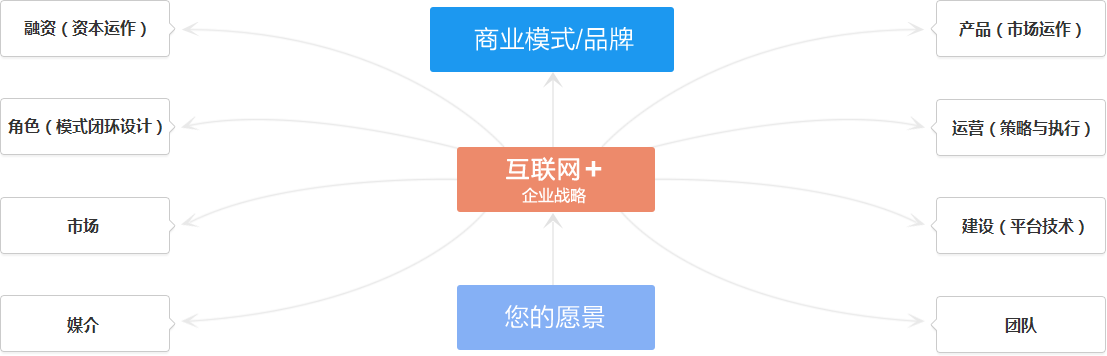 融资（资本运作）
商业模式/品牌
产品（市场运作）
角色（模式闭环设计）
运营（策略与执行）
互联网+
企业战略
市场
建设（平台技术）
媒介
您的愿景
团队